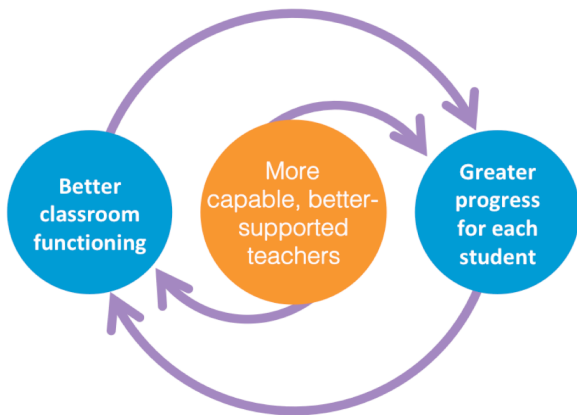 Better
classroom
functioning
More
capable, better-
supported
teachers
Greater
progress
for each
student